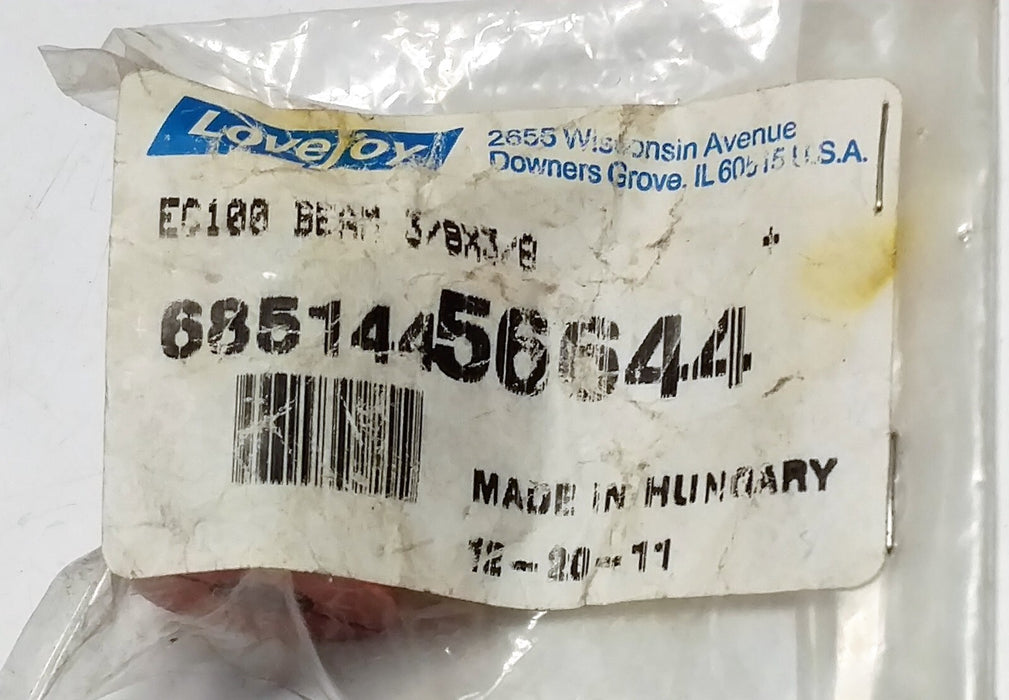 LOVEJOY
2655 Wisconsin Avenue
Downers Grove, IL 60515 U.S.A.
EC100 BEAM 3/8X3/8
68514456644
MADE IN HUNGARY
12-20-11